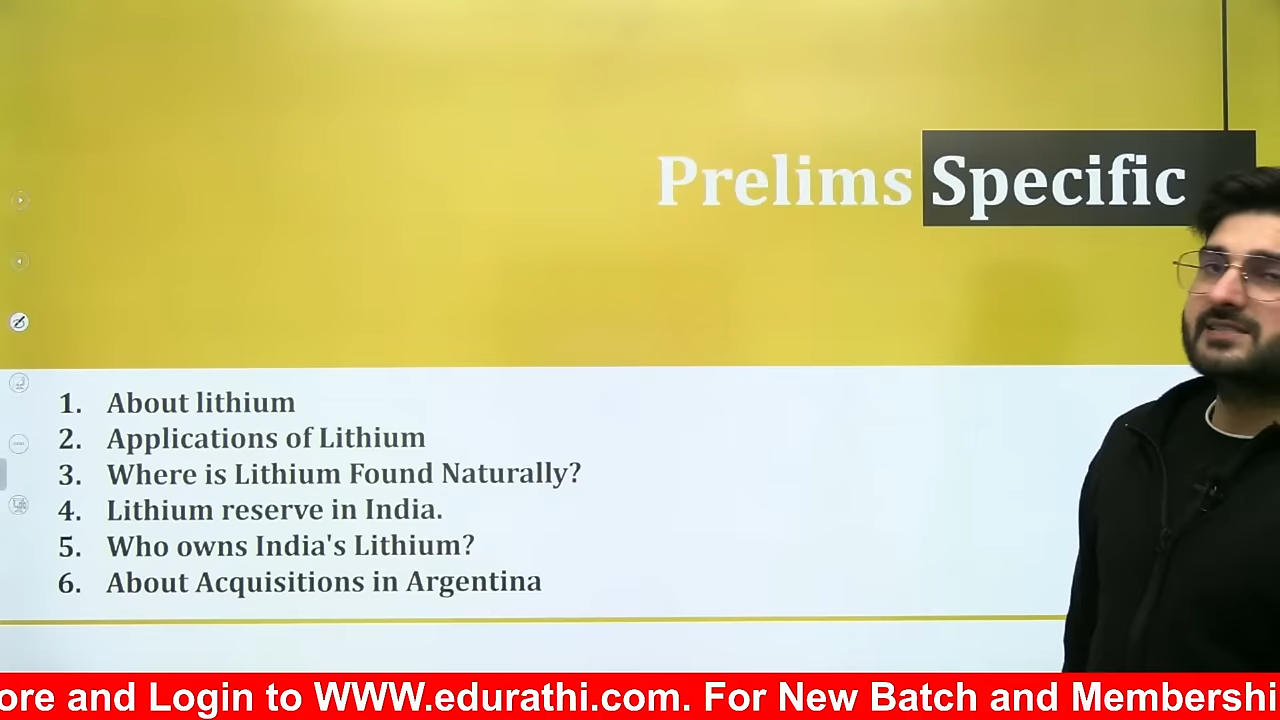 Prelims Specific
1. About lithium
2. Applications of Lithium
3. Where is Lithium Found Naturally?
4. Lithium reserve in India.
5. Who owns India's Lithium?
6. About Acquisitions in Argentina
ore and Login to WWW.edurathi.com. For New Batch and Membershi